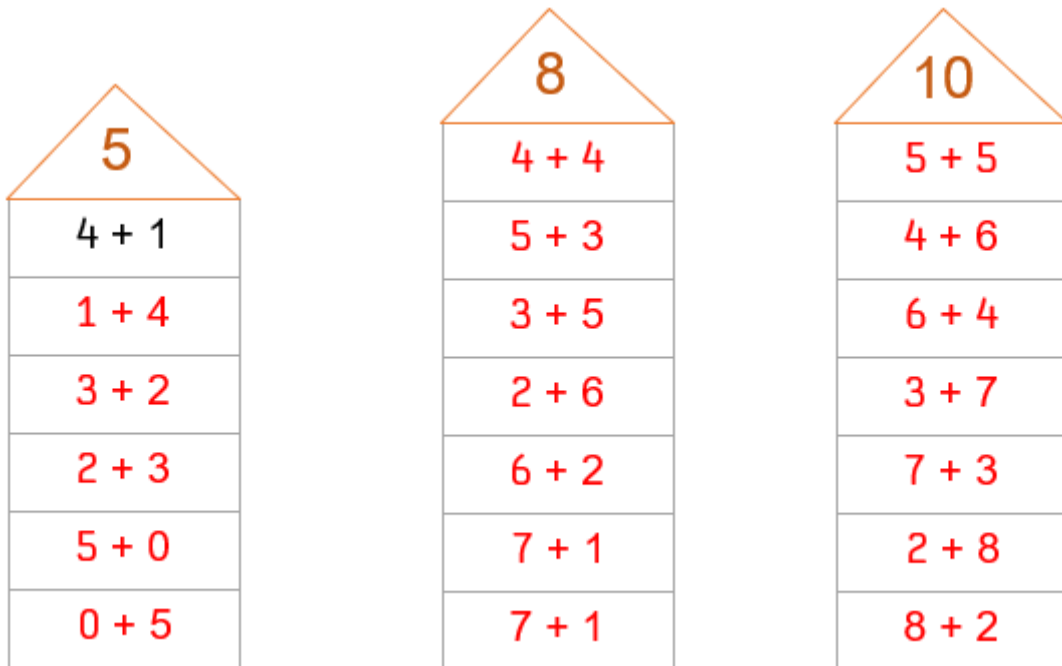 5
4 + 1
1 + 4
3 + 2
2 + 3
5 + 0
0 + 5
8
4 + 4
5 + 3
3 + 5
2 + 6
6 + 2
7 + 1
7 + 1
10
5 + 5
4 + 6
6 + 4
3 + 7
7 + 3
2 + 8
8 + 2